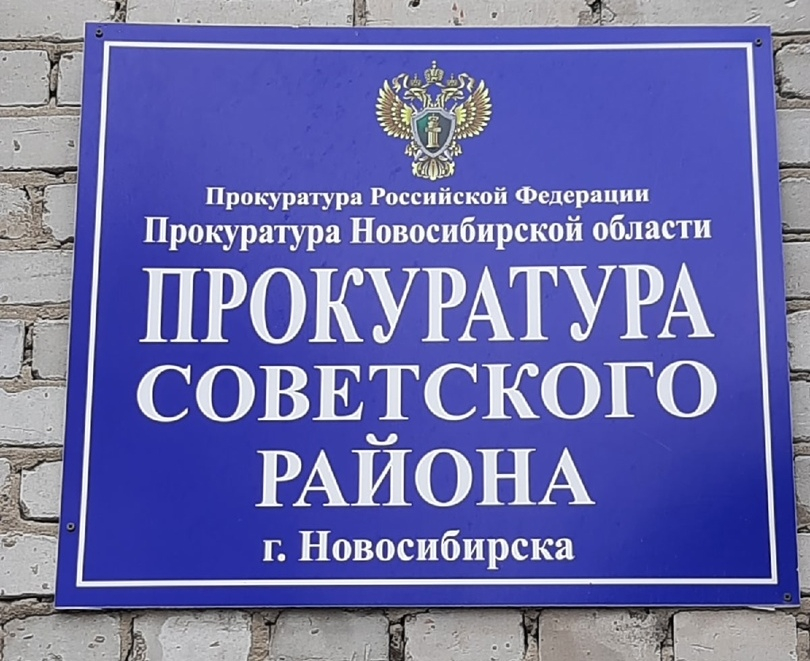 Прокуратура Российской Федерации
Прокуратура Новосибирской области
ПРОКУРАТУРА
СОВЕТСКОГО
РАЙОНА
г. Новосибирска